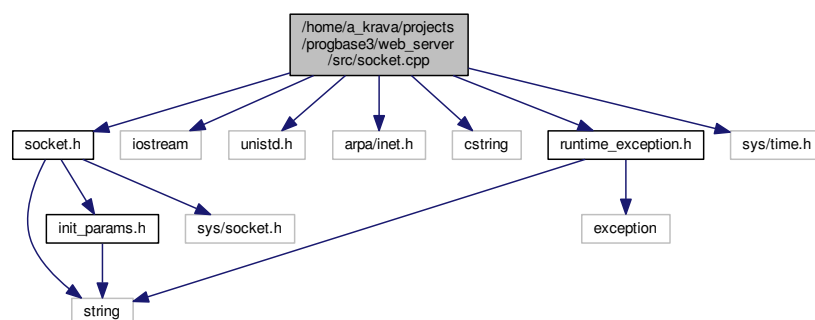 /home/a_krava/projects
/progbase3/web_server
/src/socket.cpp
socket.h
iostream
unistd.h
arpa/inet.h
cstring
runtime_exception.h
sys/time.h
init_params.h
sys/socket.h
exception
string